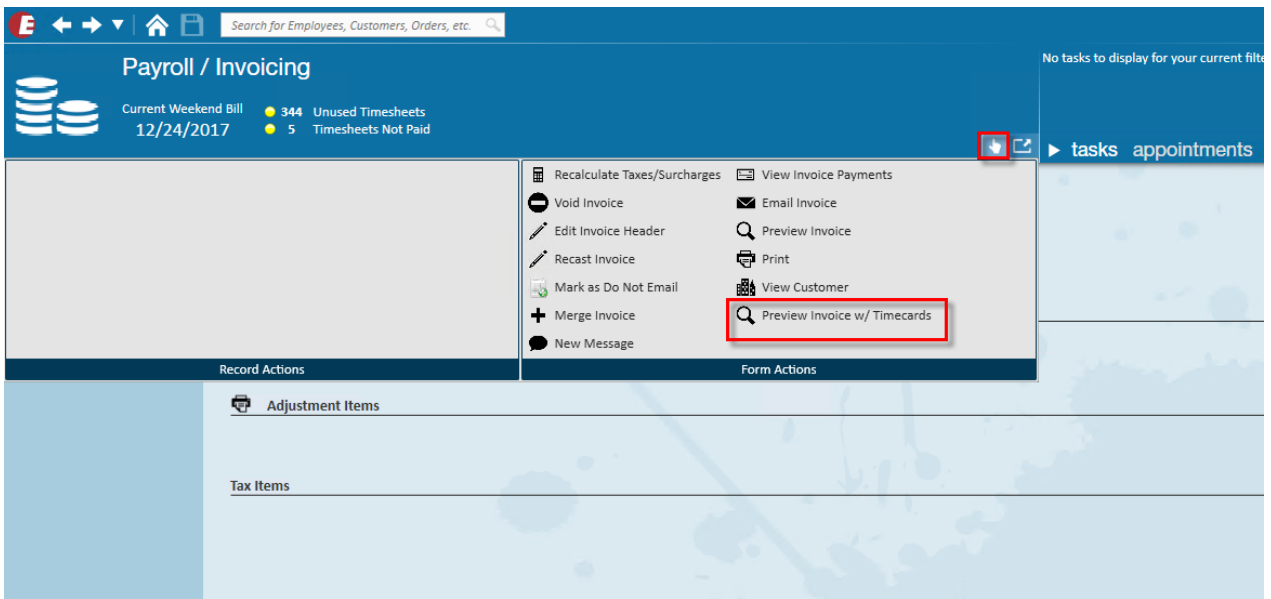 E
Search for Employees, Customers, Orders, etc.
Payroll / Invoicing
No tasks to display for your current filte
Current Weekend Bill
12/24/2017
344 Unused Timesheets
5 Timesheets Not Paid
tasks appointments
Recalculate Taxes/Surcharges
View Invoice Payments
Void Invoice
Email Invoice
Edit Invoice Header
Preview Invoice
Recast Invoice
Print
Mark as Do Not Email
View Customer
Merge Invoice
Preview Invoice w/ Timecards
New Message
Record Actions
Form Actions
Adjustment Items
Tax Items